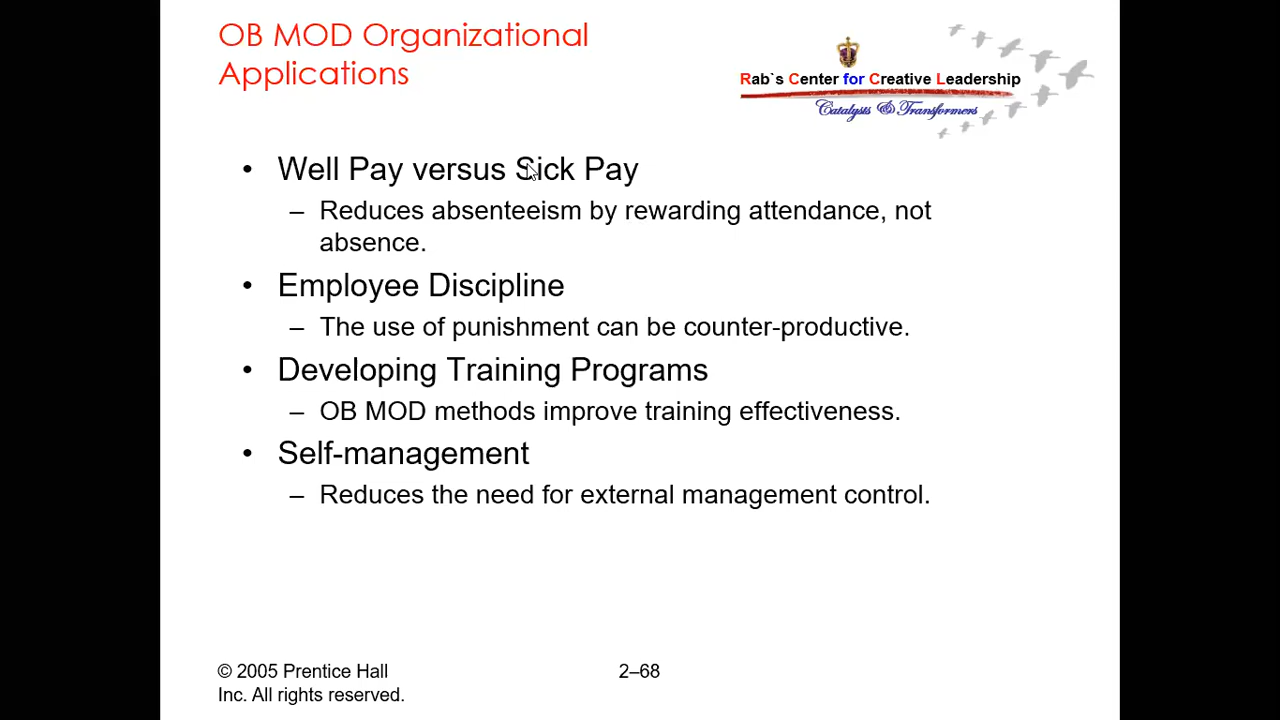 OB MOD Organizational
Applications
Rab`s Center for Creative Leadership
Catalysts & Transformers
• Well Pay versus Sick Pay
– Reduces absenteeism by rewarding attendance, not
absence.
• Employee Discipline
– The use of punishment can be counter-productive.
• Developing Training Programs
– OB MOD methods improve training effectiveness.
• Self-management
– Reduces the need for external management control.
© 2005 Prentice Hall
Inc. All rights reserved.
2–68